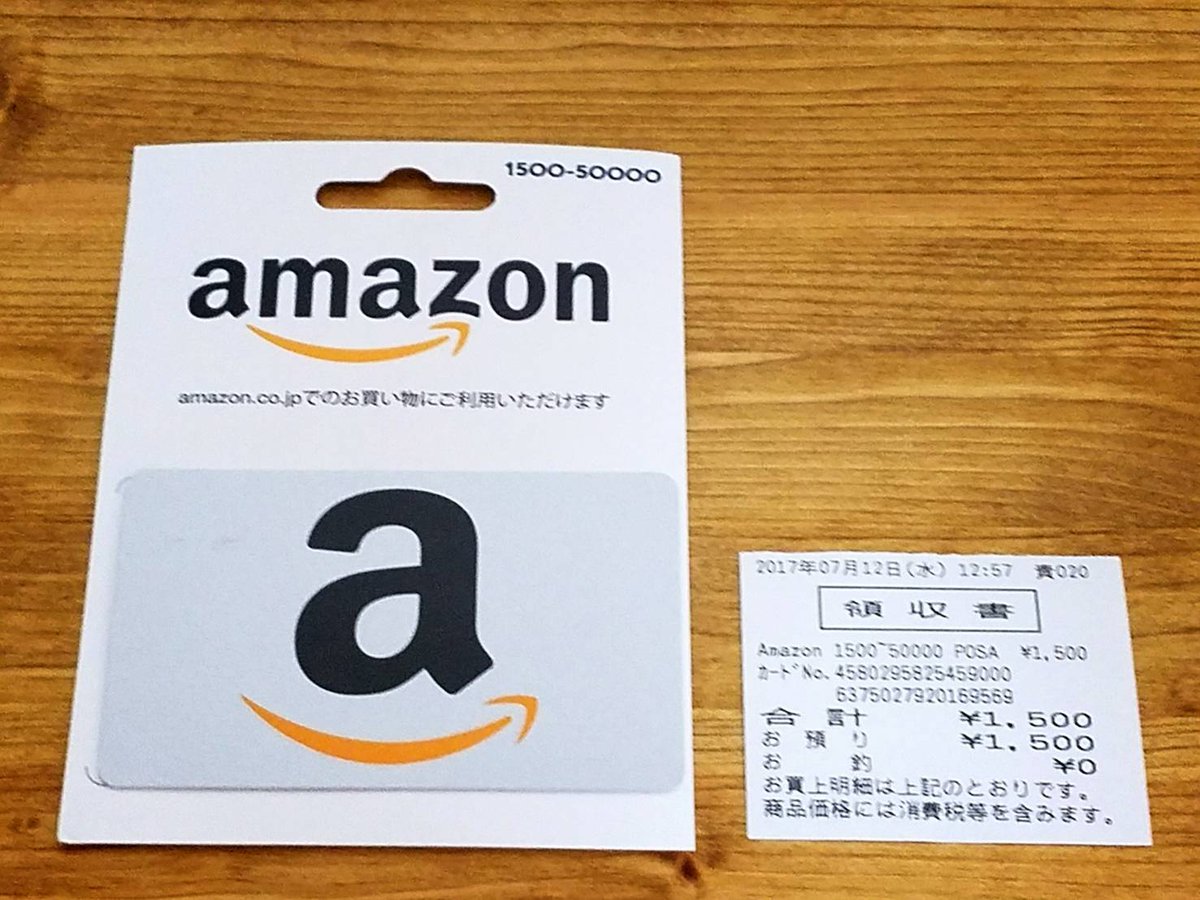 1500-50000
amazon
amazon.co.jpでのお買い物にご利用いただけます
a
2017年07月12日(水) 12:57 責020
領収書
Amazon 1500~50000 POSA ¥1,500
カードNo.4580295825459000
6375027920169569
合計 ¥1,500
お預り ¥1,500
お釣 ¥0
お買上明細は上記のとおりです。
商品価格には消費税等を含みます。